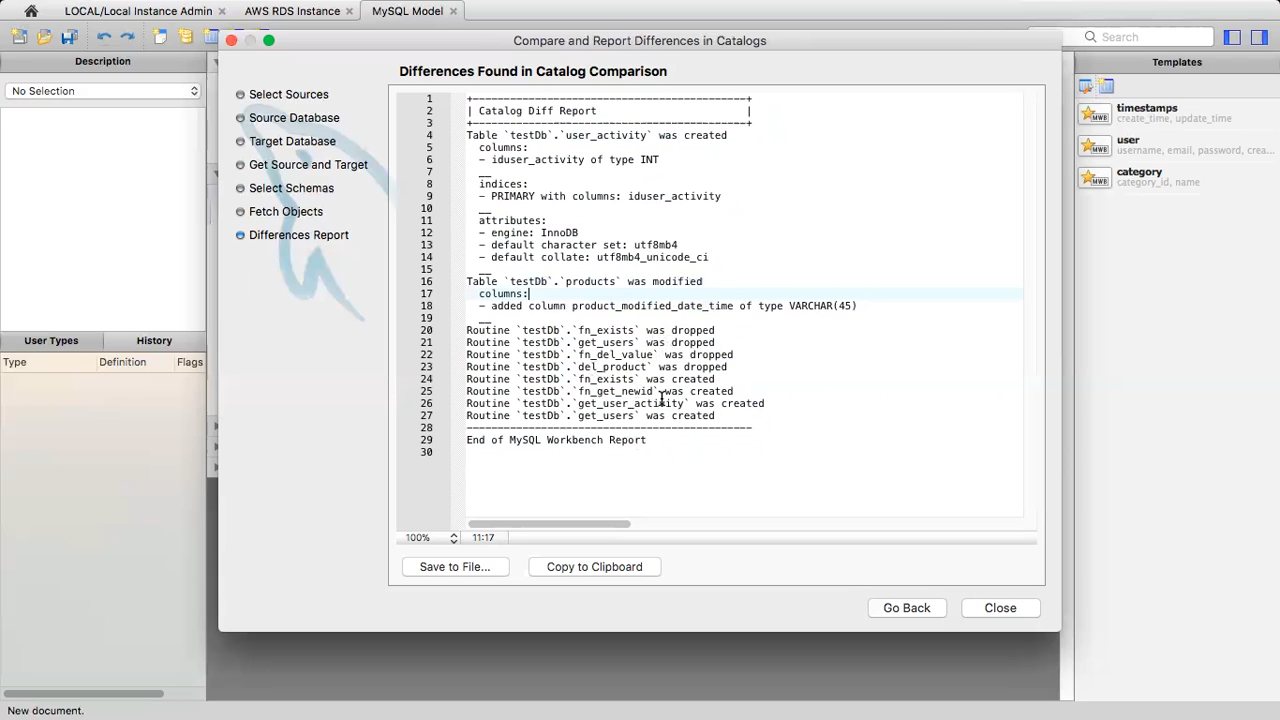 LOCAL/Local Instance Admin × AWS RDS Instance × MySQL Model ×
Compare and Report Differences in Catalogs
Search
Description
No Selection
User Types History
Type Definition Flags
New document.
Select Sources
Source Database
Target Database
Get Source and Target
Select Schemas
Fetch Objects
Differences Report
Differences Found in Catalog Comparison
1 +---------------------------------------------+
2 | Catalog Diff Report |
3 +---------------------------------------------+
4 Table `testDb`.`user_activity` was created
5 columns:
6 - iduser_activity of type INT
7 __
8 indices:
9 - PRIMARY with columns: iduser_activity
10 __
11 attributes:
12 - engine: InnoDB
13 - default character set: utf8mb4
14 - default collate: utf8mb4_unicode_ci
15 __
16 Table `testDb`.`products` was modified
17 columns:
18 - added column product_modified_date_time of type VARCHAR(45)
19 __
20 Routine `testDb`.`fn_exists` was dropped
21 Routine `testDb`.`get_users` was dropped
22 Routine `testDb`.`fn_del_value` was dropped
23 Routine `testDb`.`del_product` was dropped
24 Routine `testDb`.`fn_exists` was created
25 Routine `testDb`.`fn_get_newid` was created
26 Routine `testDb`.`get_user_activity` was created
27 Routine `testDb`.`get_users` was created
28 ----------------------------------------------
29 End of MySQL Workbench Report
30
100% 11:17
Save to File... Copy to Clipboard
Go Back Close
Templates
MWB timestamps
create_time, update_time
MWB user
username, email, password, crea...
MWB category
category_id, name